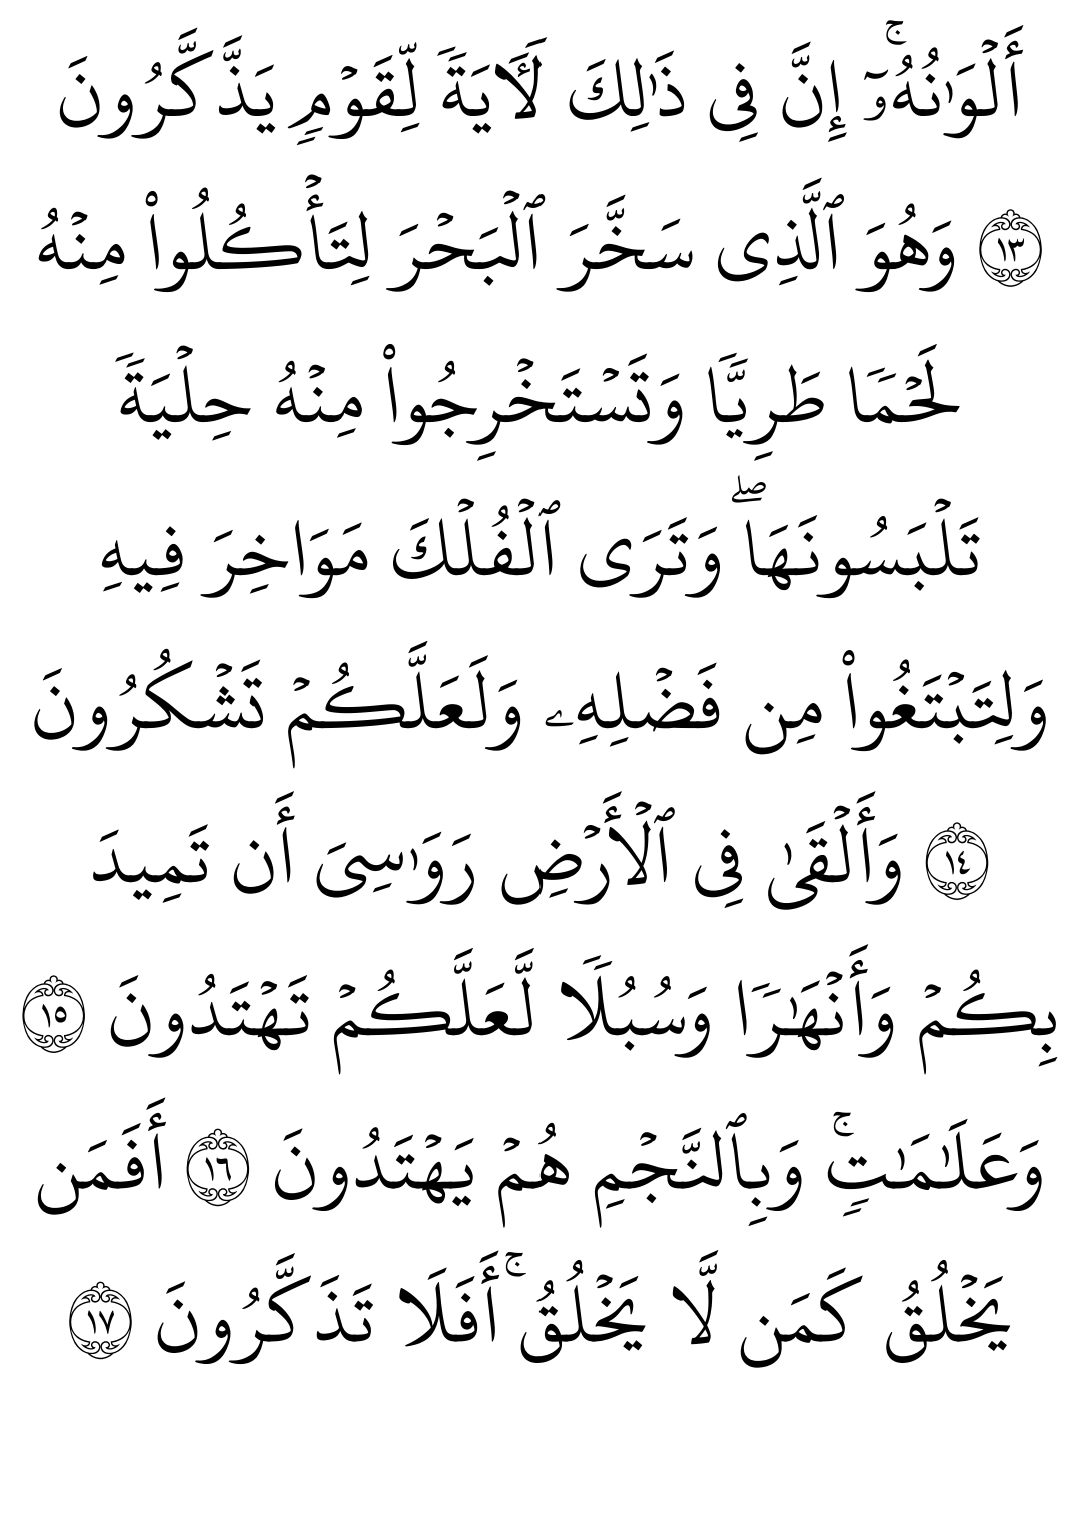 أَلۡوَٰنُهُۥٓۚ إِنَّ فِي ذَٰلِكَ لَأٓيَةٗ لِّقَوۡمٖ يَذَّكَّرُونَ
١٣ وَهُوَ ٱلَّذِي سَخَّرَ ٱلۡبَحۡرَ لِتَأۡكُلُواْ مِنۡهُ
لَحۡمٗا طَرِيّٗا وَتَسۡتَخۡرِجُواْ مِنۡهُ حِلۡيَةٗ
تَلۡبَسُونَهَاۖ وَتَرَى ٱلۡفُلۡكَ مَوَاخِرَ فِيهِ
وَلِتَبۡتَغُواْ مِن فَضۡلِهِۦ وَلَعَلَّكُمۡ تَشۡكُرُونَ
١٤ وَأَلۡقَىٰ فِي ٱلۡأَرۡضِ رَوَٰسِيَ أَن تَمِيدَ
بِكُمۡ وَأَنۡهَٰرٗا وَسُبُلٗا لَّعَلَّكُمۡ تَهۡتَدُونَ ١٥
وَعَلَٰمَٰتٖۚ وَبِٱلنَّجۡمِ هُمۡ يَهۡتَدُونَ ١٦ أَفَمَن
يَخۡلُقُ كَمَن لَّا يَخۡلُقُۚ أَفَلَا تَذَكَّرُونَ ١٧